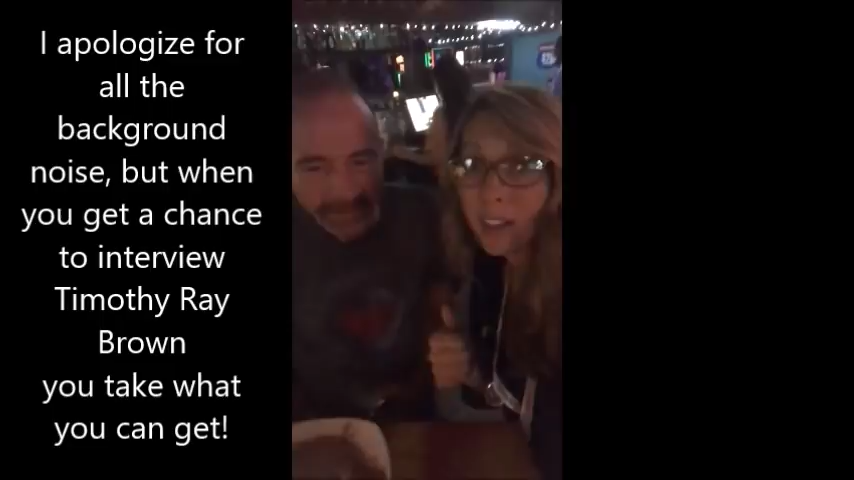 I apologize for
all the
background
noise, but when
you get a chance
to interview
Timothy Ray
Brown
you take what
you can get!